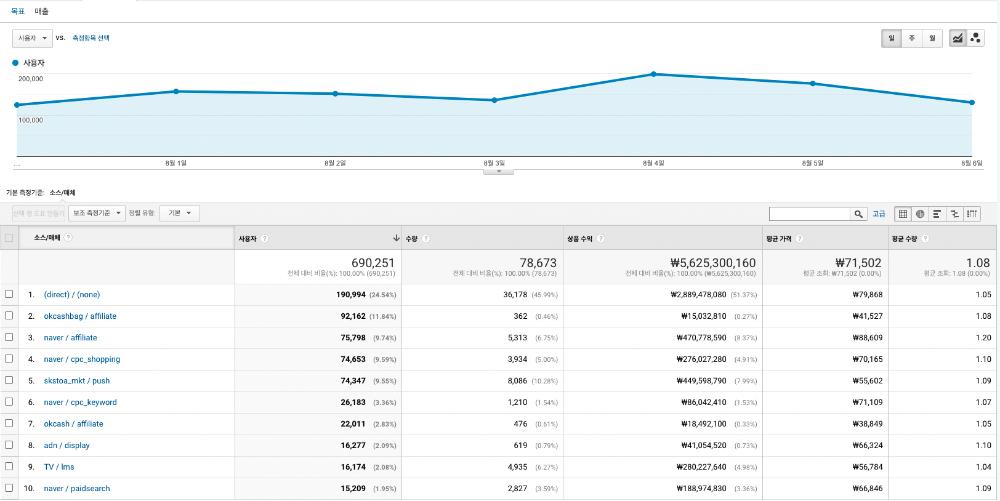 목표 매출
사용자 vs. 측정항목 선택 일 주 월
사용자
200,000
100,000
... 8월 1일 8월 2일 8월 3일 8월 4일 8월 5일 8월 6일
기본 측정기준: 소스/매체
선택 행 도표 만들기 보조 측정기준 정렬 유형: 기본 고급
소스/매체 ? 사용자 ? 수량 ? 상품 수익 ? 평균 가격 ? 평균 수량 ?
690,251 78,673 ₩5,625,300,160 ₩71,502 1.08
전체 대비 비율(%): 100.00% (690,251) 전체 대비 비율(%): 100.00% (78,673) 전체 대비 비율(%): 100.00% (₩5,625,300,160) 평균 조회: ₩71,502 (0.00%) 평균 조회: 1.08 (0.00%)
1. (direct) / (none) 190,994 (24.54%) 36,178 (45.99%) ₩2,889,478,080 (51.37%) ₩79,868 1.05
2. okcashbag / affiliate 92,162 (11.84%) 362 (0.46%) ₩15,032,810 (0.27%) ₩41,527 1.08
3. naver / affiliate 75,798 (9.74%) 5,313 (6.75%) ₩470,778,590 (8.37%) ₩88,609 1.20
4. naver / cpc_shopping 74,653 (9.59%) 3,934 (5.00%) ₩276,027,280 (4.91%) ₩70,165 1.10
5. skstoa_mkt / push 74,347 (9.55%) 8,086 (10.28%) ₩449,598,790 (7.99%) ₩55,602 1.09
6. naver / cpc_keyword 26,183 (3.36%) 1,210 (1.54%) ₩86,042,410 (1.53%) ₩71,109 1.07
7. okcash / affiliate 22,011 (2.83%) 476 (0.61%) ₩18,492,100 (0.33%) ₩38,849 1.05
8. adn / display 16,277 (2.09%) 619 (0.79%) ₩41,054,520 (0.73%) ₩66,324 1.10
9. TV / lms 16,174 (2.08%) 4,935 (6.27%) ₩280,227,640 (4.98%) ₩56,784 1.04
10. naver / paidsearch 15,209 (1.95%) 2,827 (3.59%) ₩188,974,830 (3.36%) ₩66,846 1.09